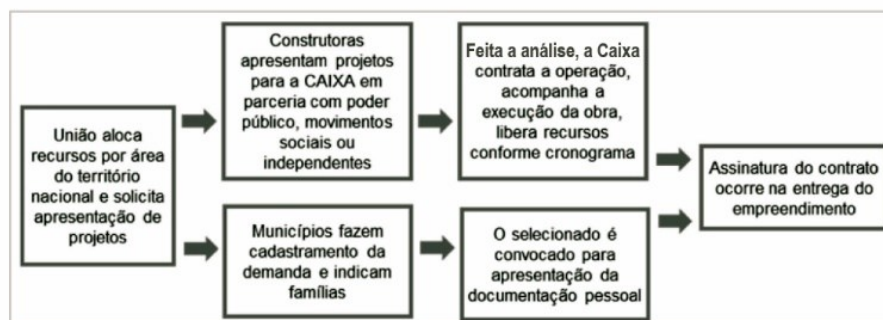 União aloca
recursos por área
do território
nacional e solicita
apresentação de
projetos
Construtoras
apresentam projetos
para a CAIXA em
parceria com poder
público, movimentos
sociais ou
independentes
Feita a análise, a Caixa
contrata a operação,
acompanha a
execução da obra,
libera recursos
conforme cronograma
Municípios fazem
cadastramento da
demanda e indicam
famílias
O selecionado é
convocado para
apresentação da
documentação pessoal
Assinatura do contrato
ocorre na entrega do
empreendimento